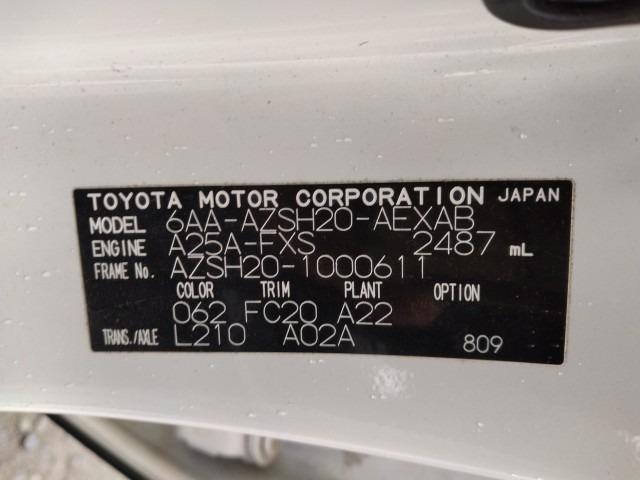 TOYOTA MOTOR CORPORATION JAPAN
MODEL 6AA-AZSH20-AEXAB
ENGINE A25A-FXS 2487 mL
FRAME No. AZSH20-1000611
COLOR TRIM PLANT OPTION
062 FC20 A22
TRANS./AXLE L210 A02A 809